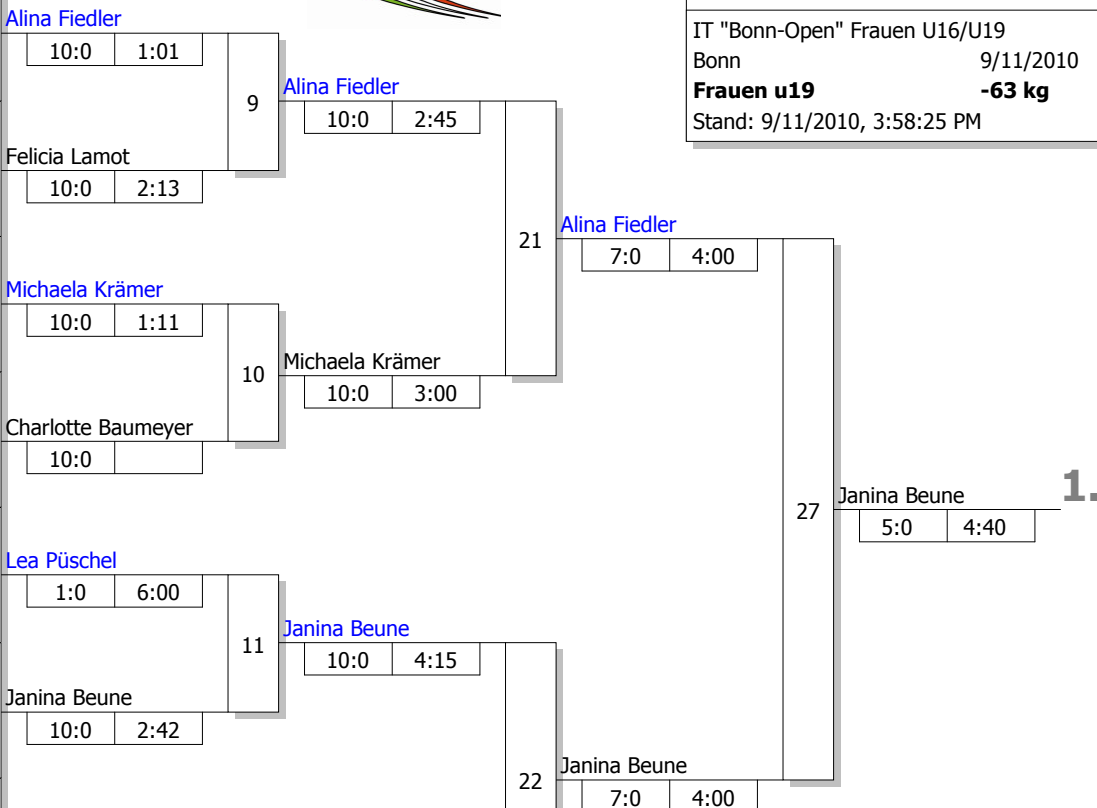 Alina Fiedler
10:0 1:01
IT "Bonn-Open" Frauen U16/U19
Bonn 9/11/2010
Frauen u19 -63 kg
Stand: 9/11/2010, 3:58:25 PM
9
Alina Fiedler
10:0 2:45
Felicia Lamot
10:0 2:13
21
Alina Fiedler
7:0 4:00
Michaela Krämer
10:0 1:11
10
Michaela Krämer
10:0 3:00
Charlotte Baumeyer
10:0
27
Janina Beune 1.
5:0 4:40
Lea Püschel
1:0 6:00
11
Janina Beune
10:0 4:15
Janina Beune
10:0 2:42
22
Janina Beune
7:0 4:00